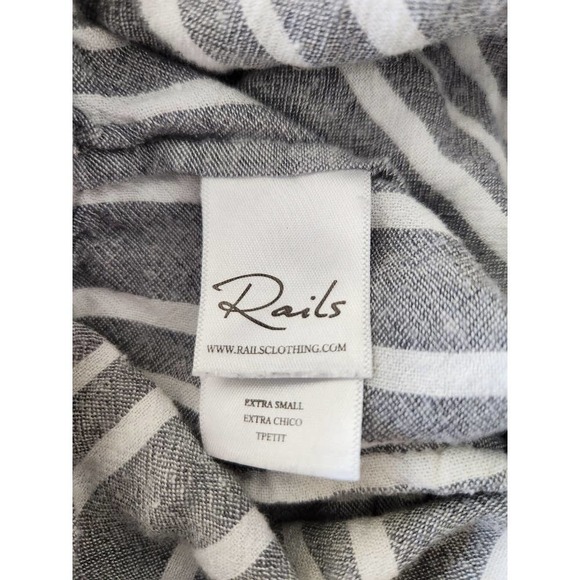 Rails
WWW.RAILSCLOTHING.COM
EXTRA SMALL
EXTRA CHICO
TPETIT